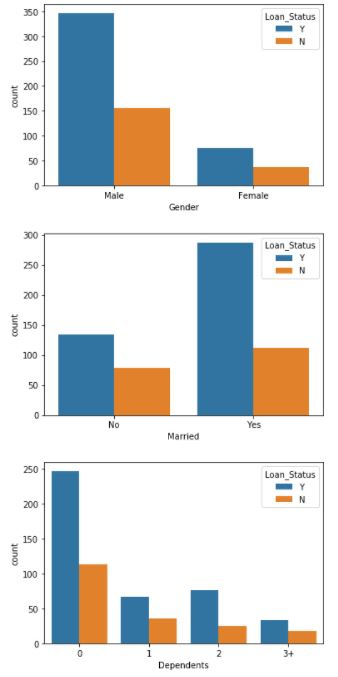 350
300
250
200
150
100
50
0
count
Loan_Status
Y
N
Male Female
Gender
300
250
200
150
100
50
0
count
Loan_Status
Y
N
No Yes
Married
250
200
150
100
50
0
count
Loan_Status
Y
N
0 1 2 3+
Dependents